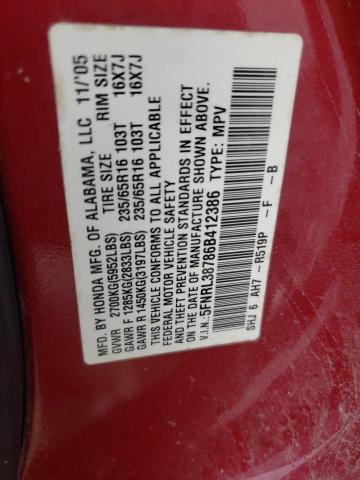 MFD. BY HONDA MFG. OF ALABAMA, LLC 11/'05
TIRE SIZE RIM SIZE
GVWR 2700KG(5952LBS)
GAWR F 1285KG(2833LBS) 235/65R16 103T 16X7J
GAWR R 1450KG(3197LBS) 235/65R16 103T 16X7J
THIS VEHICLE CONFORMS TO ALL APPLICABLE
FEDERAL MOTOR VEHICLE SAFETY STANDARDS IN EFFECT
ON THE DATE OF MANUFACTURE SHOWN ABOVE.
V.I.N.: 5FNRL38786B412386 TYPE: MPV
SHJ 6 AH7 - R519P - F - B